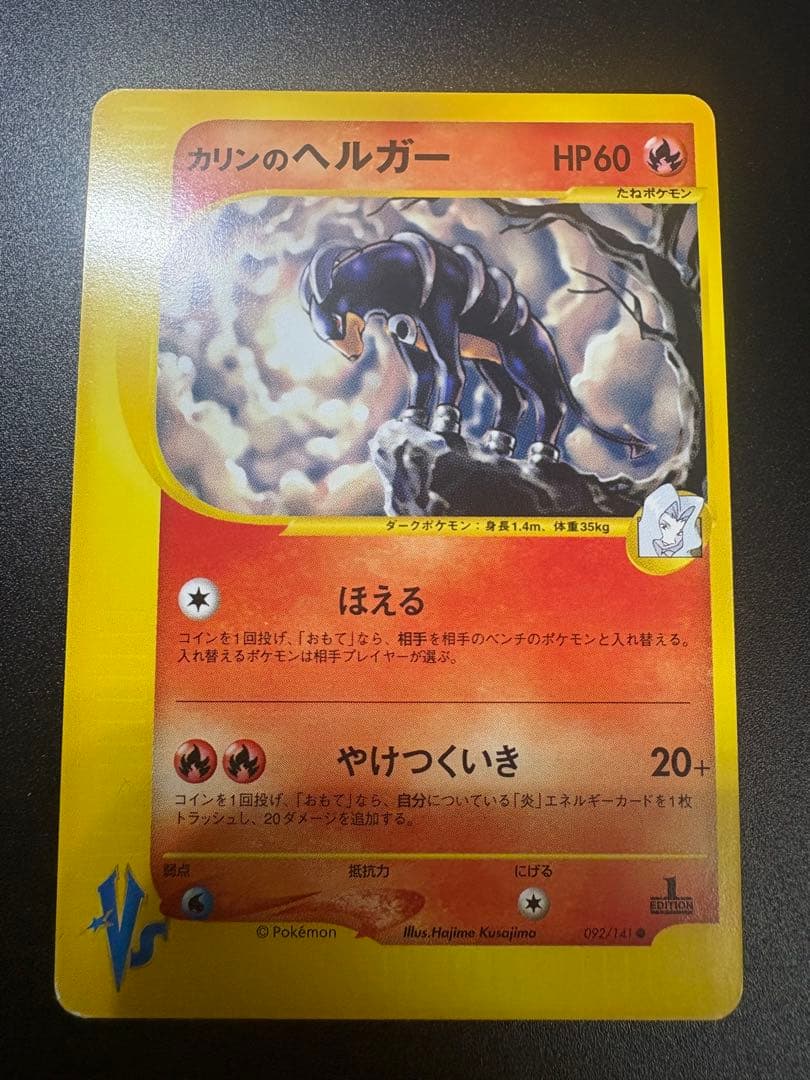 カリンのヘルガー HP60
たねポケモン
ダークポケモン：身長1.4m、体重35kg
ほえる
コインを1回投げ、「おもて」なら、相手を相手のベンチのポケモンと入れ替える。
入れ替えるポケモンは相手プレイヤーが選ぶ。
やけつくいき 20+
コインを1回投げ、「おもて」なら、自分についている「炎」エネルギーカードを1枚
トラッシュし、20ダメージを追加する。
弱点 抵抗力 にげる
VS
1 EDITION
© Pokémon Illus.Hajime Kusajima 092/141